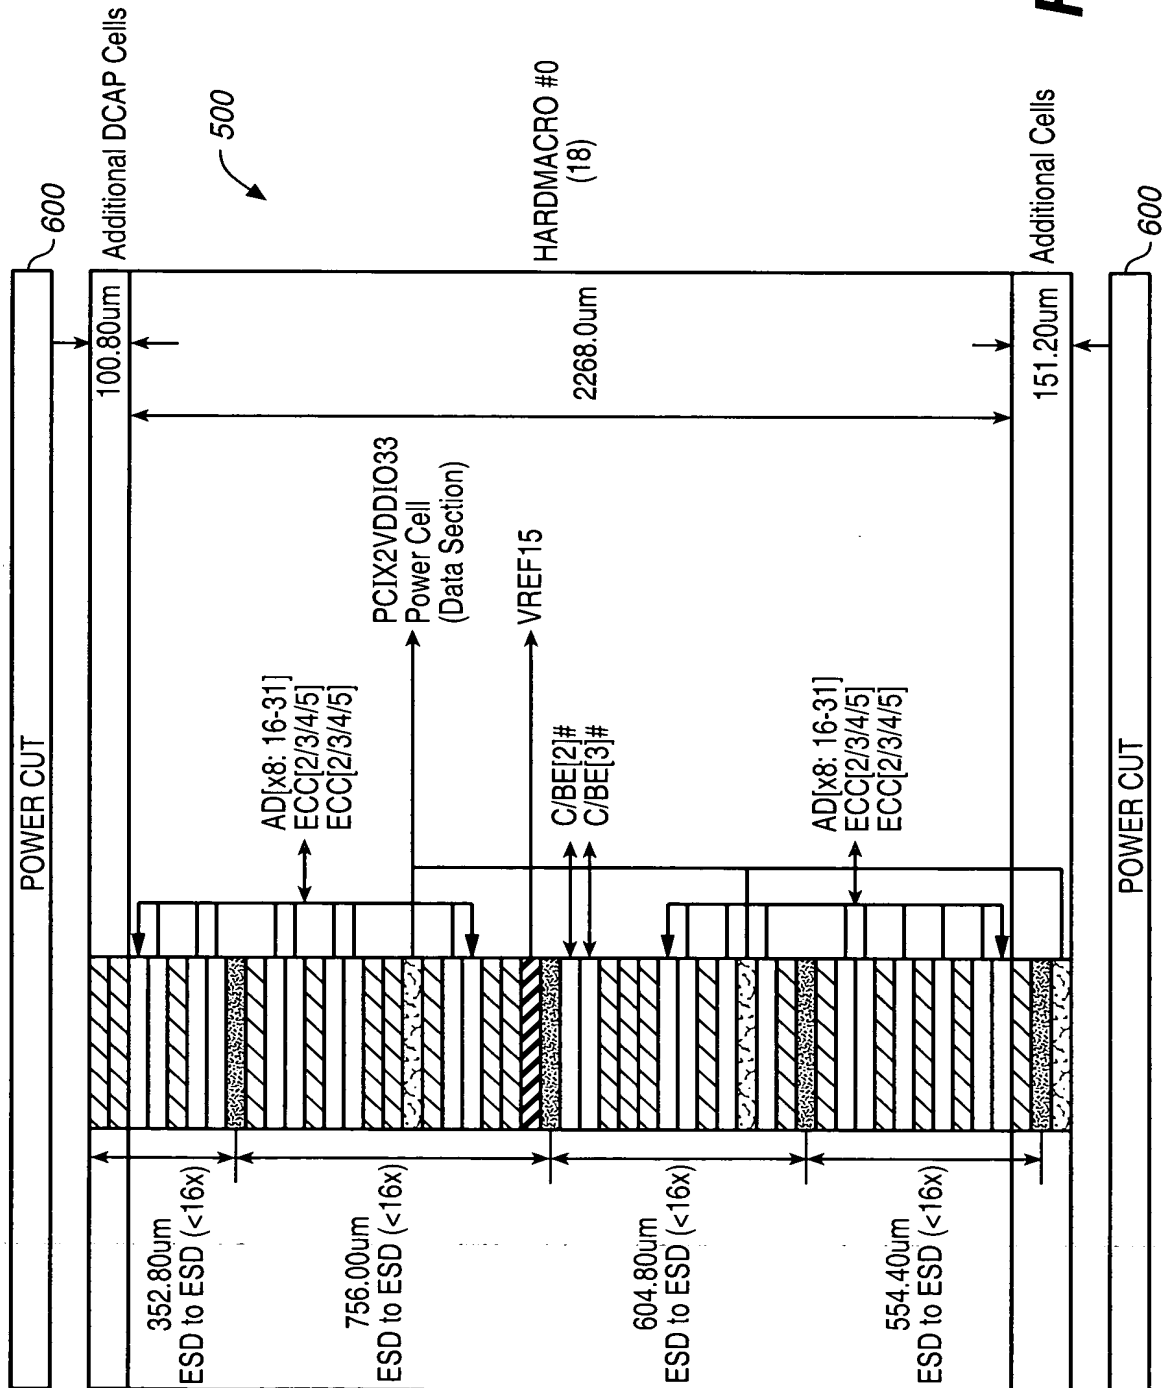 POWER CUT
600
Additional DCAP Cells
100.80um
500
HARDMACRO #0
(18)
2268.0um
PCIX2VDDIO33
Power Cell
(Data Section)
VREF15
AD[x8: 16-31]
ECC[2/3/4/5]
ECC[2/3/4/5]
C/BE[2]#
C/BE[3]#
AD[x8: 16-31]
ECC[2/3/4/5]
ECC[2/3/4/5]
352.80um
ESD to ESD (<16x)
756.00um
ESD to ESD (<16x)
604.80um
ESD to ESD (<16x)
554.40um
ESD to ESD (<16x)
151.20um
Additional Cells
POWER CUT
600